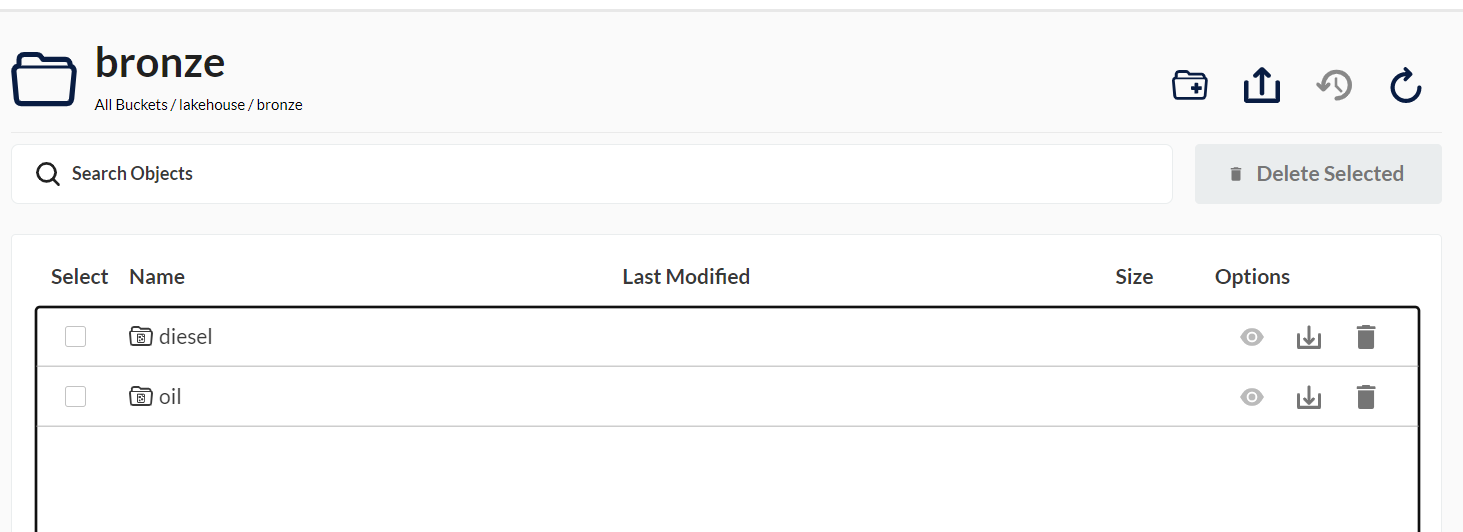 bronze
All Buckets / lakehouse / bronze
Search Objects
Delete Selected
Select Name Last Modified Size Options
diesel
oil